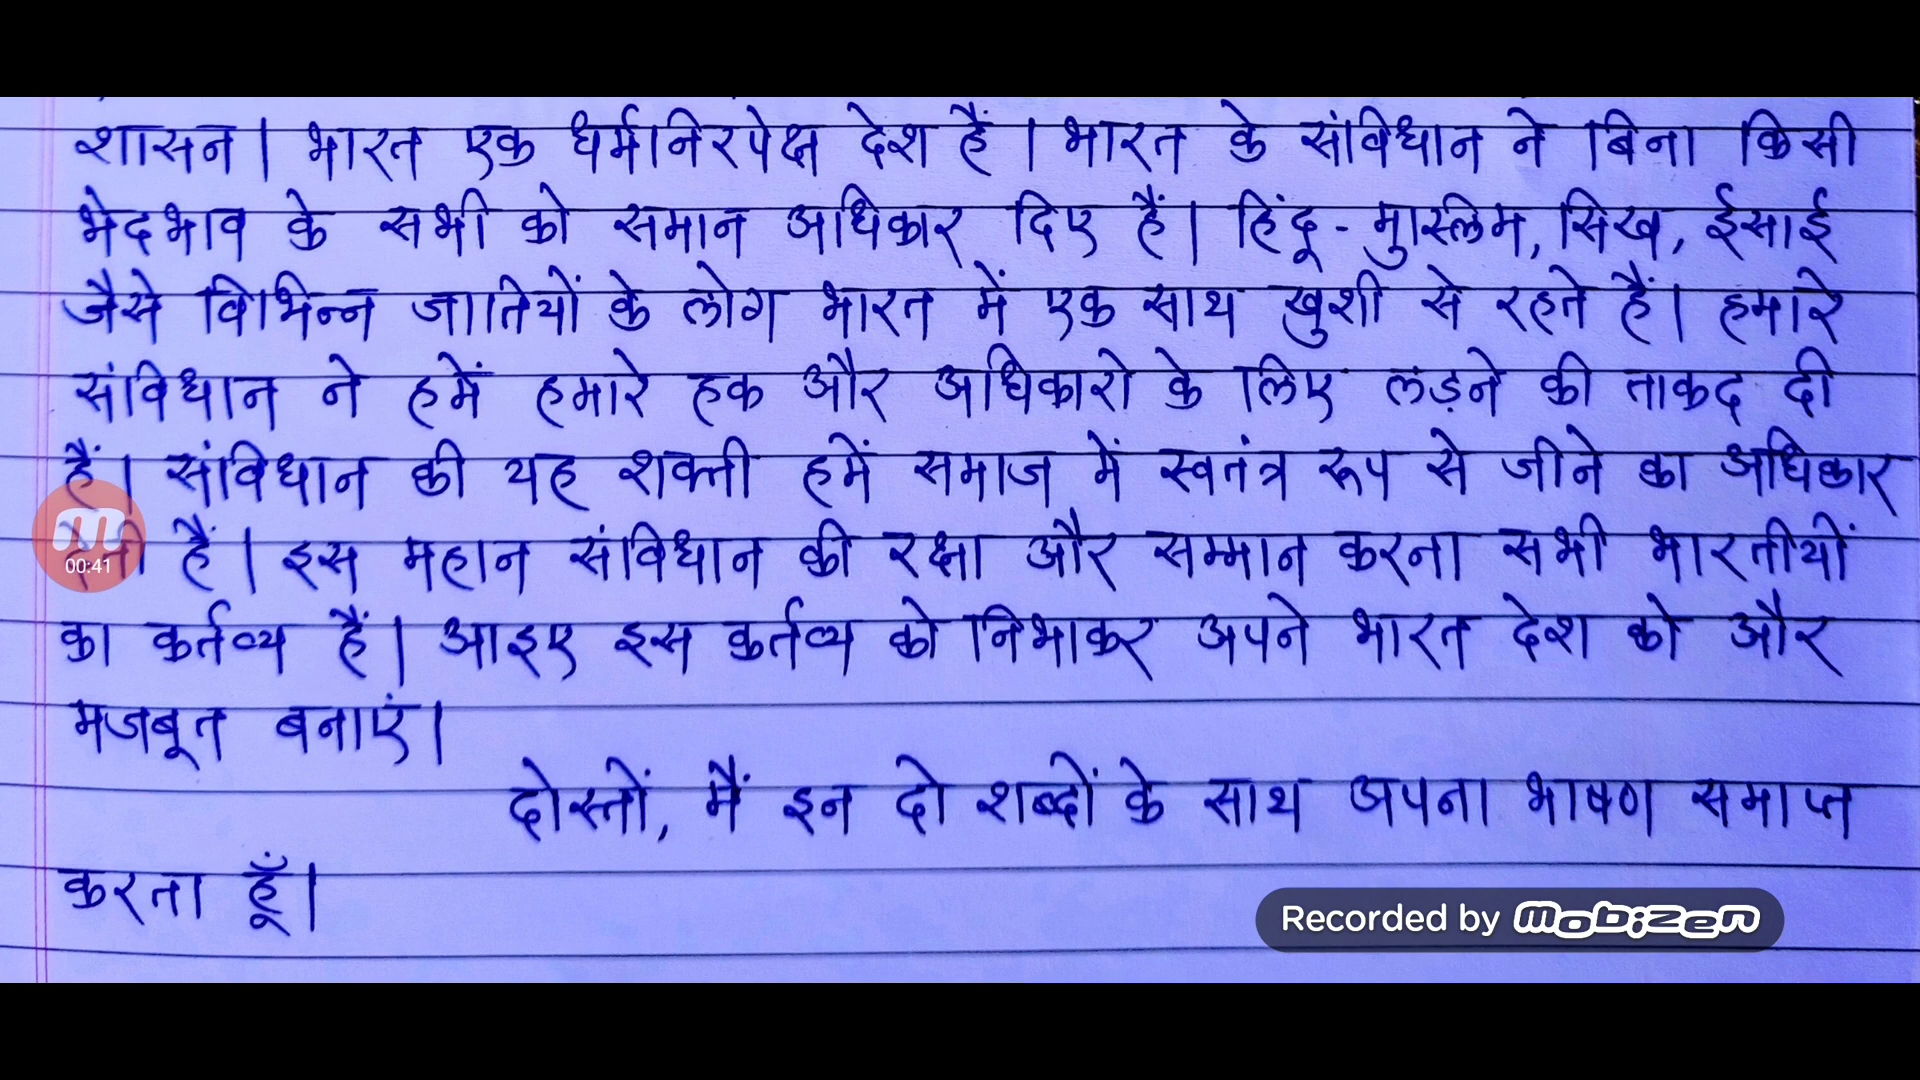 शासन। भारत एक धर्मनिरपेक्ष देश हैं। भारत के संविधान ने बिना किसी
भेदभाव के सभी को समान अधिकार दिए हैं। हिंदू-मुस्लिम, सिख, ईसाई
जैसे विभिन्न जातियों के लोग भारत में एक साथ खुशी से रहते हैं। हमारे
संविधान ने हमें हमारे हक और अधिकारो के लिए लड़ने की ताकद दी
हैं। संविधान की यह शक्ती हमें समाज में स्वतंत्र रूप से जीने का अधिकार
देती हैं। इस महान संविधान की रक्षा और सम्मान करना सभी भारतीयों
00:41
का कर्तव्य हैं। आइए इस कर्तव्य को निभाकर अपने भारत देश को और
मजबूत बनाएं।
दोस्तों, मैं इन दो शब्दों के साथ अपना भाषण समाप्त
करता हूँ।
Recorded by mobizen